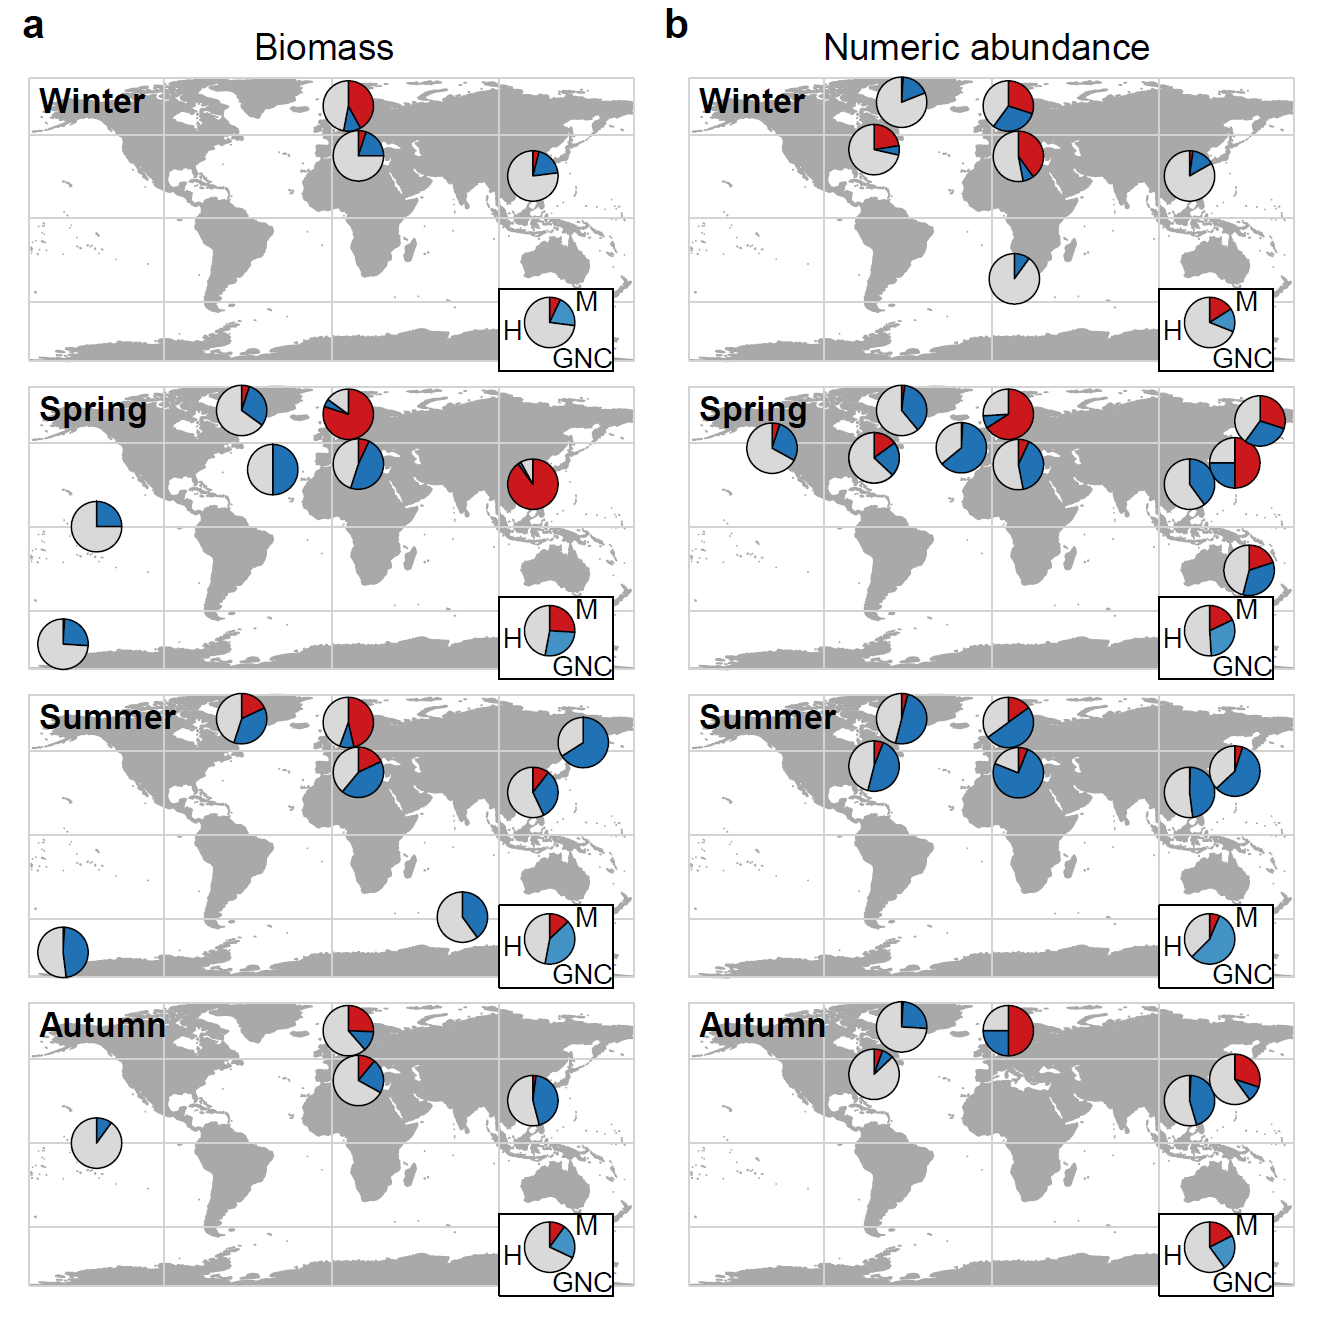 a
b
Biomass
Numeric abundance
Winter
M
H
GNC
Winter
M
H
GNC
Spring
M
H
GNC
Spring
M
H
GNC
Summer
M
H
GNC
Summer
M
H
GNC
Autumn
M
H
GNC
Autumn
M
H
GNC